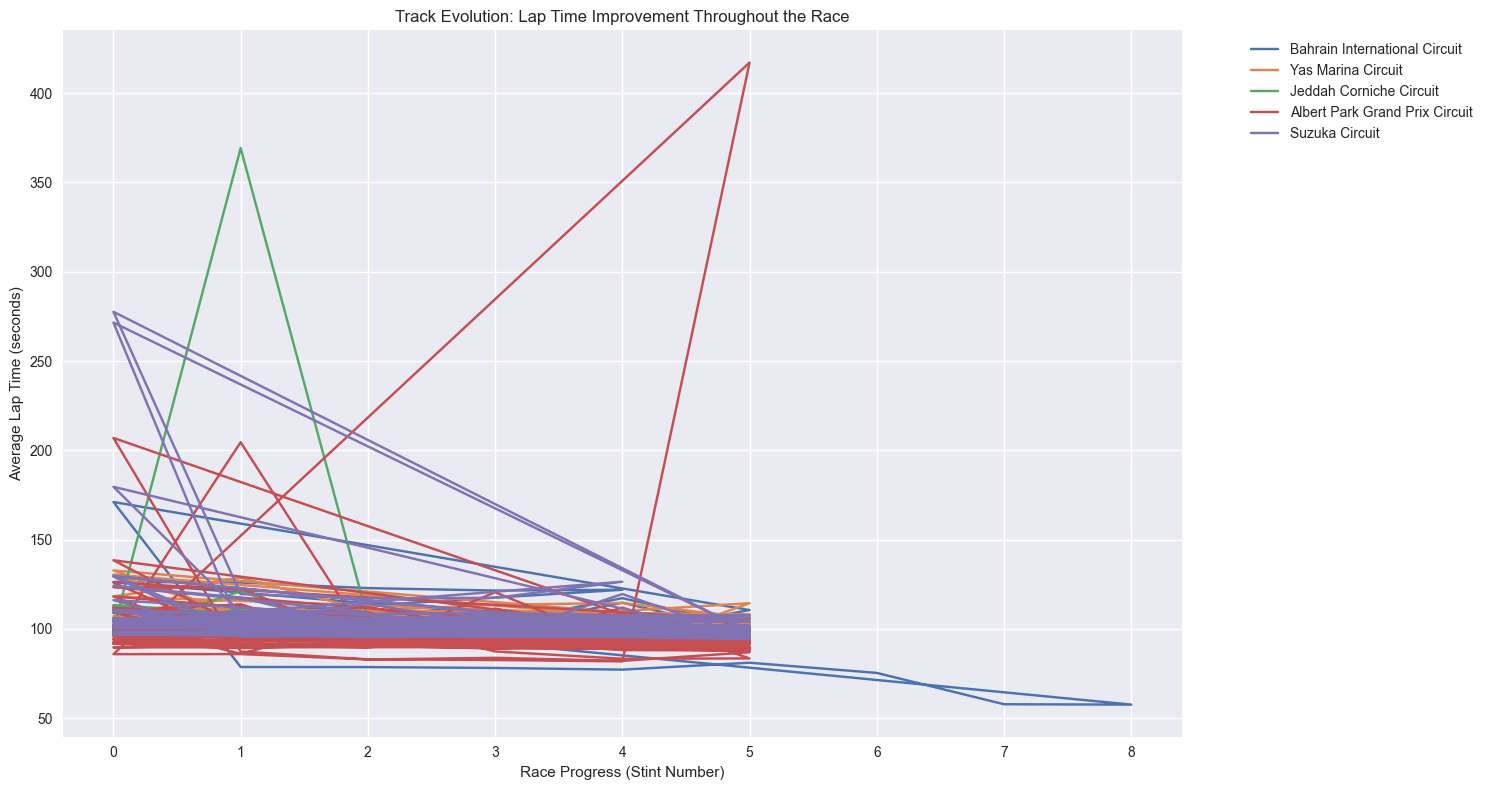 Track Evolution: Lap Time Improvement Throughout the Race
Bahrain International Circuit
Yas Marina Circuit
Jeddah Corniche Circuit
Albert Park Grand Prix Circuit
Suzuka Circuit
Average Lap Time (seconds)
400
350
300
250
200
150
100
50
0 1 2 3 4 5 6 7 8
Race Progress (Stint Number)